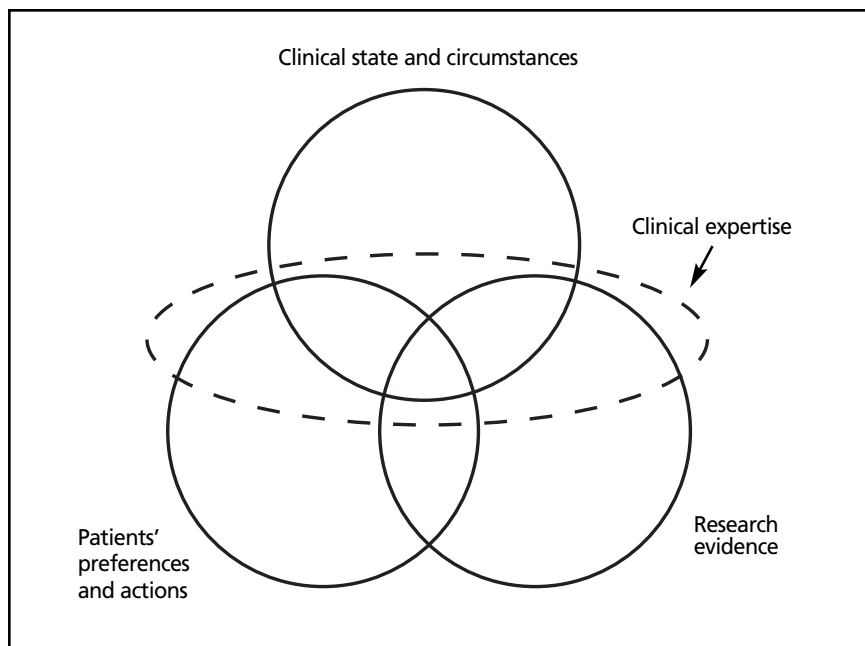 Clinical state and circumstances
Clinical expertise
Patients’
preferences
and actions
Research
evidence